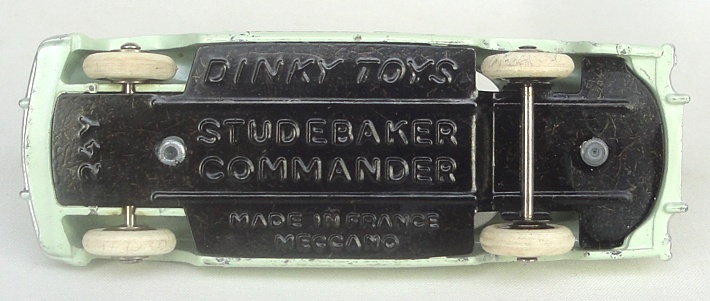 DINKY TOYS
STUDEBAKER
COMMANDER
MADE IN FRANCE
MECCANO
24Y